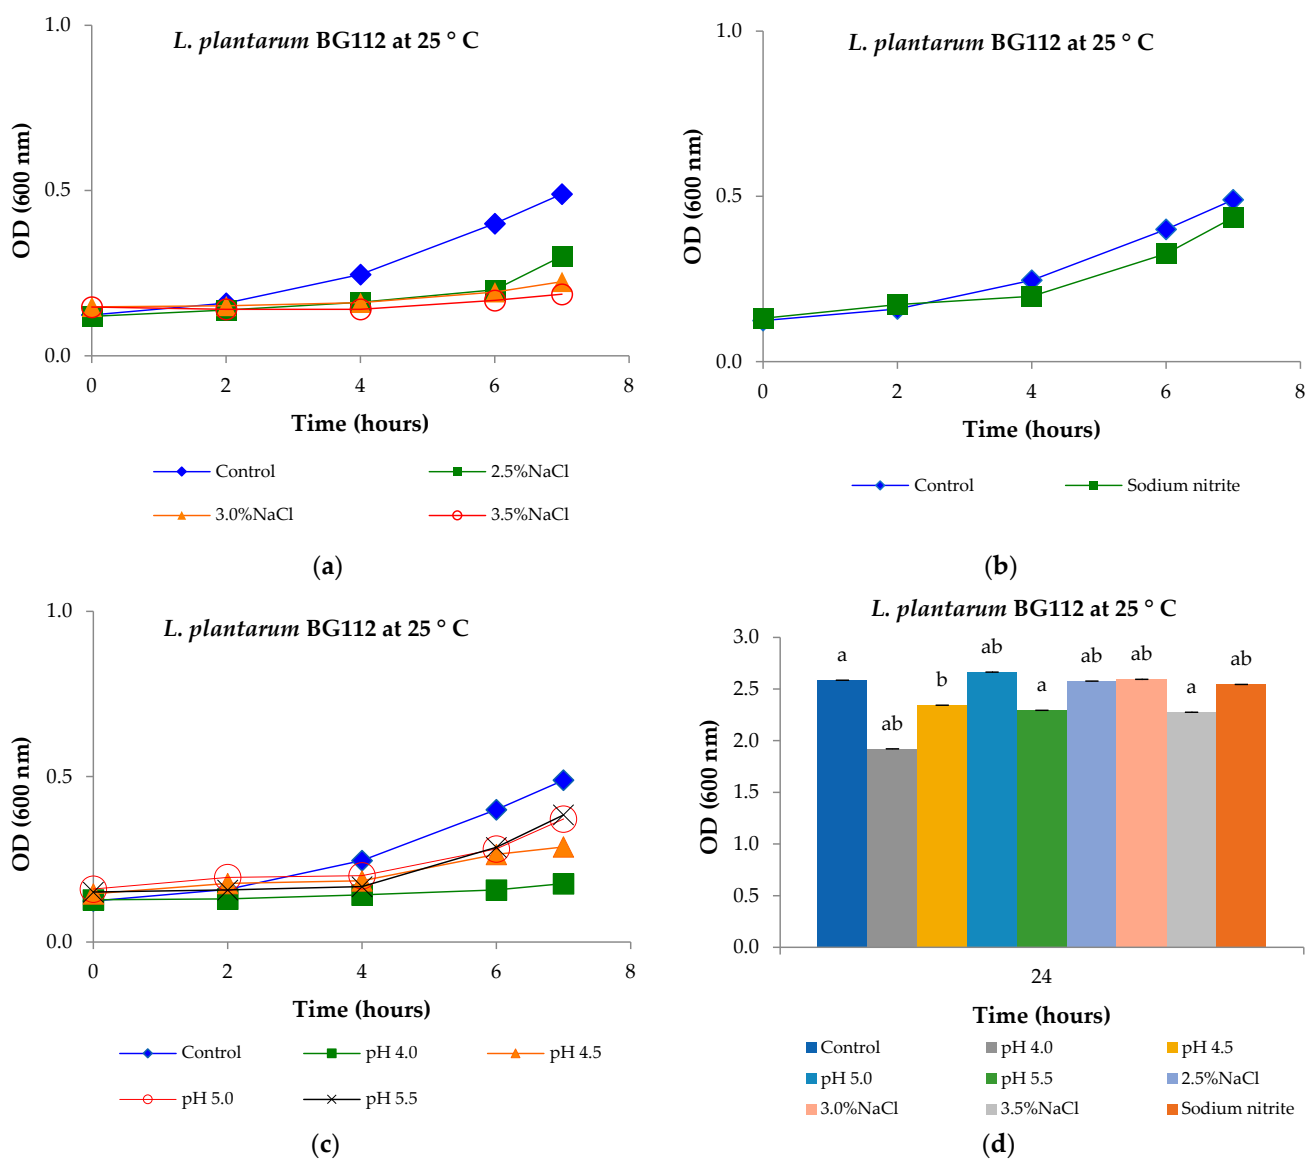 L. plantarum BG112 at 25 ° C
1.0
0.5
0.0
OD (600 nm)
0 2 4 6 8
Time (hours)
Control 2.5%NaCl
3.0%NaCl 3.5%NaCl
(a)
L. plantarum BG112 at 25 ° C
1.0
0.5
0.0
OD (600 nm)
0 2 4 6 8
Time (hours)
Control Sodium nitrite
(b)
L. plantarum BG112 at 25 ° C
1.0
0.5
0.0
OD (600 nm)
0 2 4 6 8
Time (hours)
Control pH 4.0 pH 4.5
pH 5.0 pH 5.5
(c)
L. plantarum BG112 at 25 ° C
3.0
2.5
2.0
1.5
1.0
0.5
0.0
OD (600 nm)
a ab b ab a ab ab a ab
24
Time (hours)
Control pH 4.0 pH 4.5
pH 5.0 pH 5.5 2.5%NaCl
3.0%NaCl 3.5%NaCl Sodium nitrite
(d)